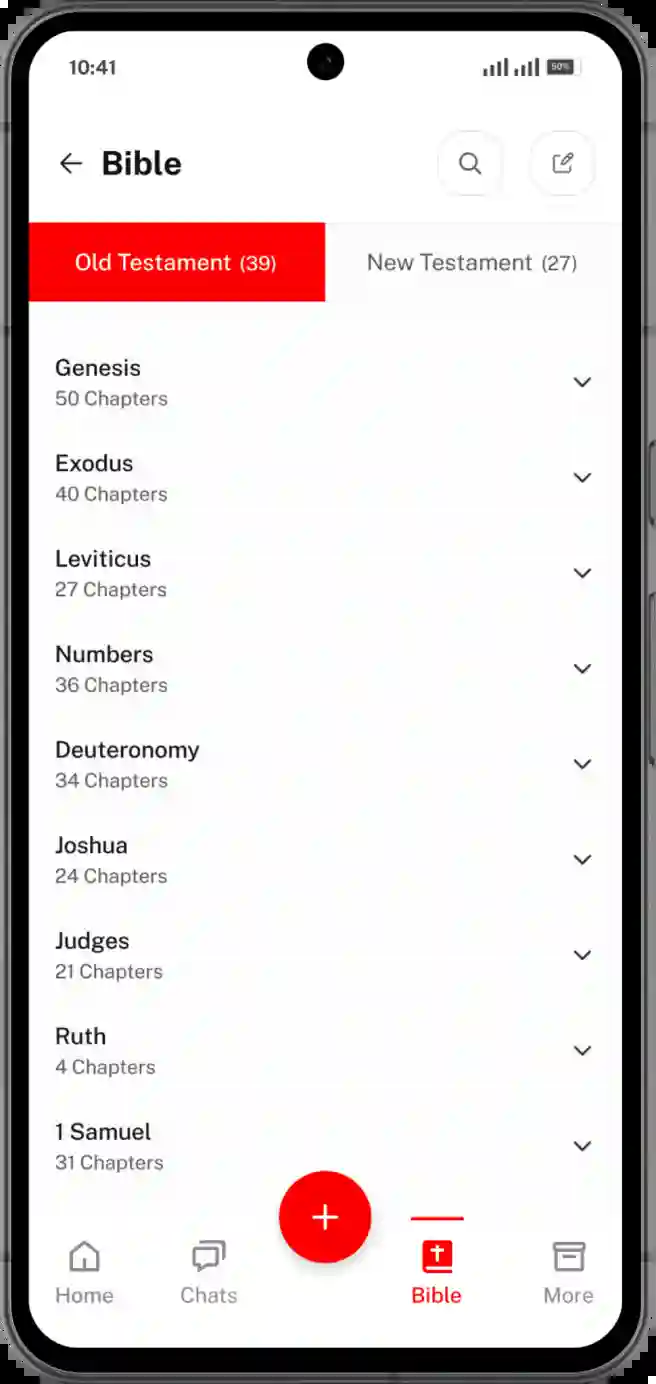 10:41
50%
Bible
Old Testament (39)
New Testament (27)
Genesis
50 Chapters
Exodus
40 Chapters
Leviticus
27 Chapters
Numbers
36 Chapters
Deuteronomy
34 Chapters
Joshua
24 Chapters
Judges
21 Chapters
Ruth
4 Chapters
1 Samuel
31 Chapters
Home
Chats
Bible
More